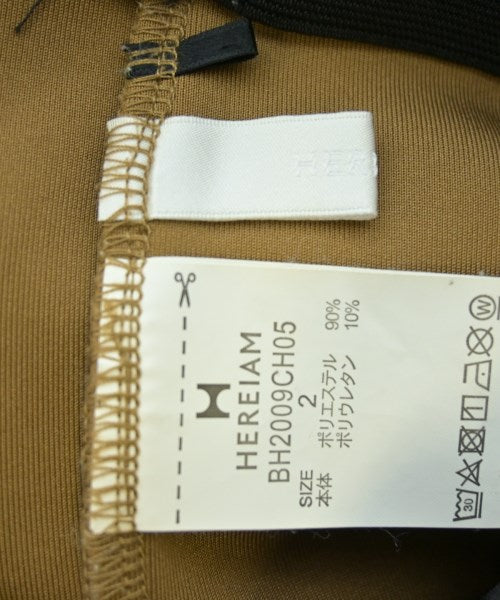 HEREIAM
BH2009CH05
SIZE 2
本体 ポリエステル 90%
ポリウレタン 10%
30
W